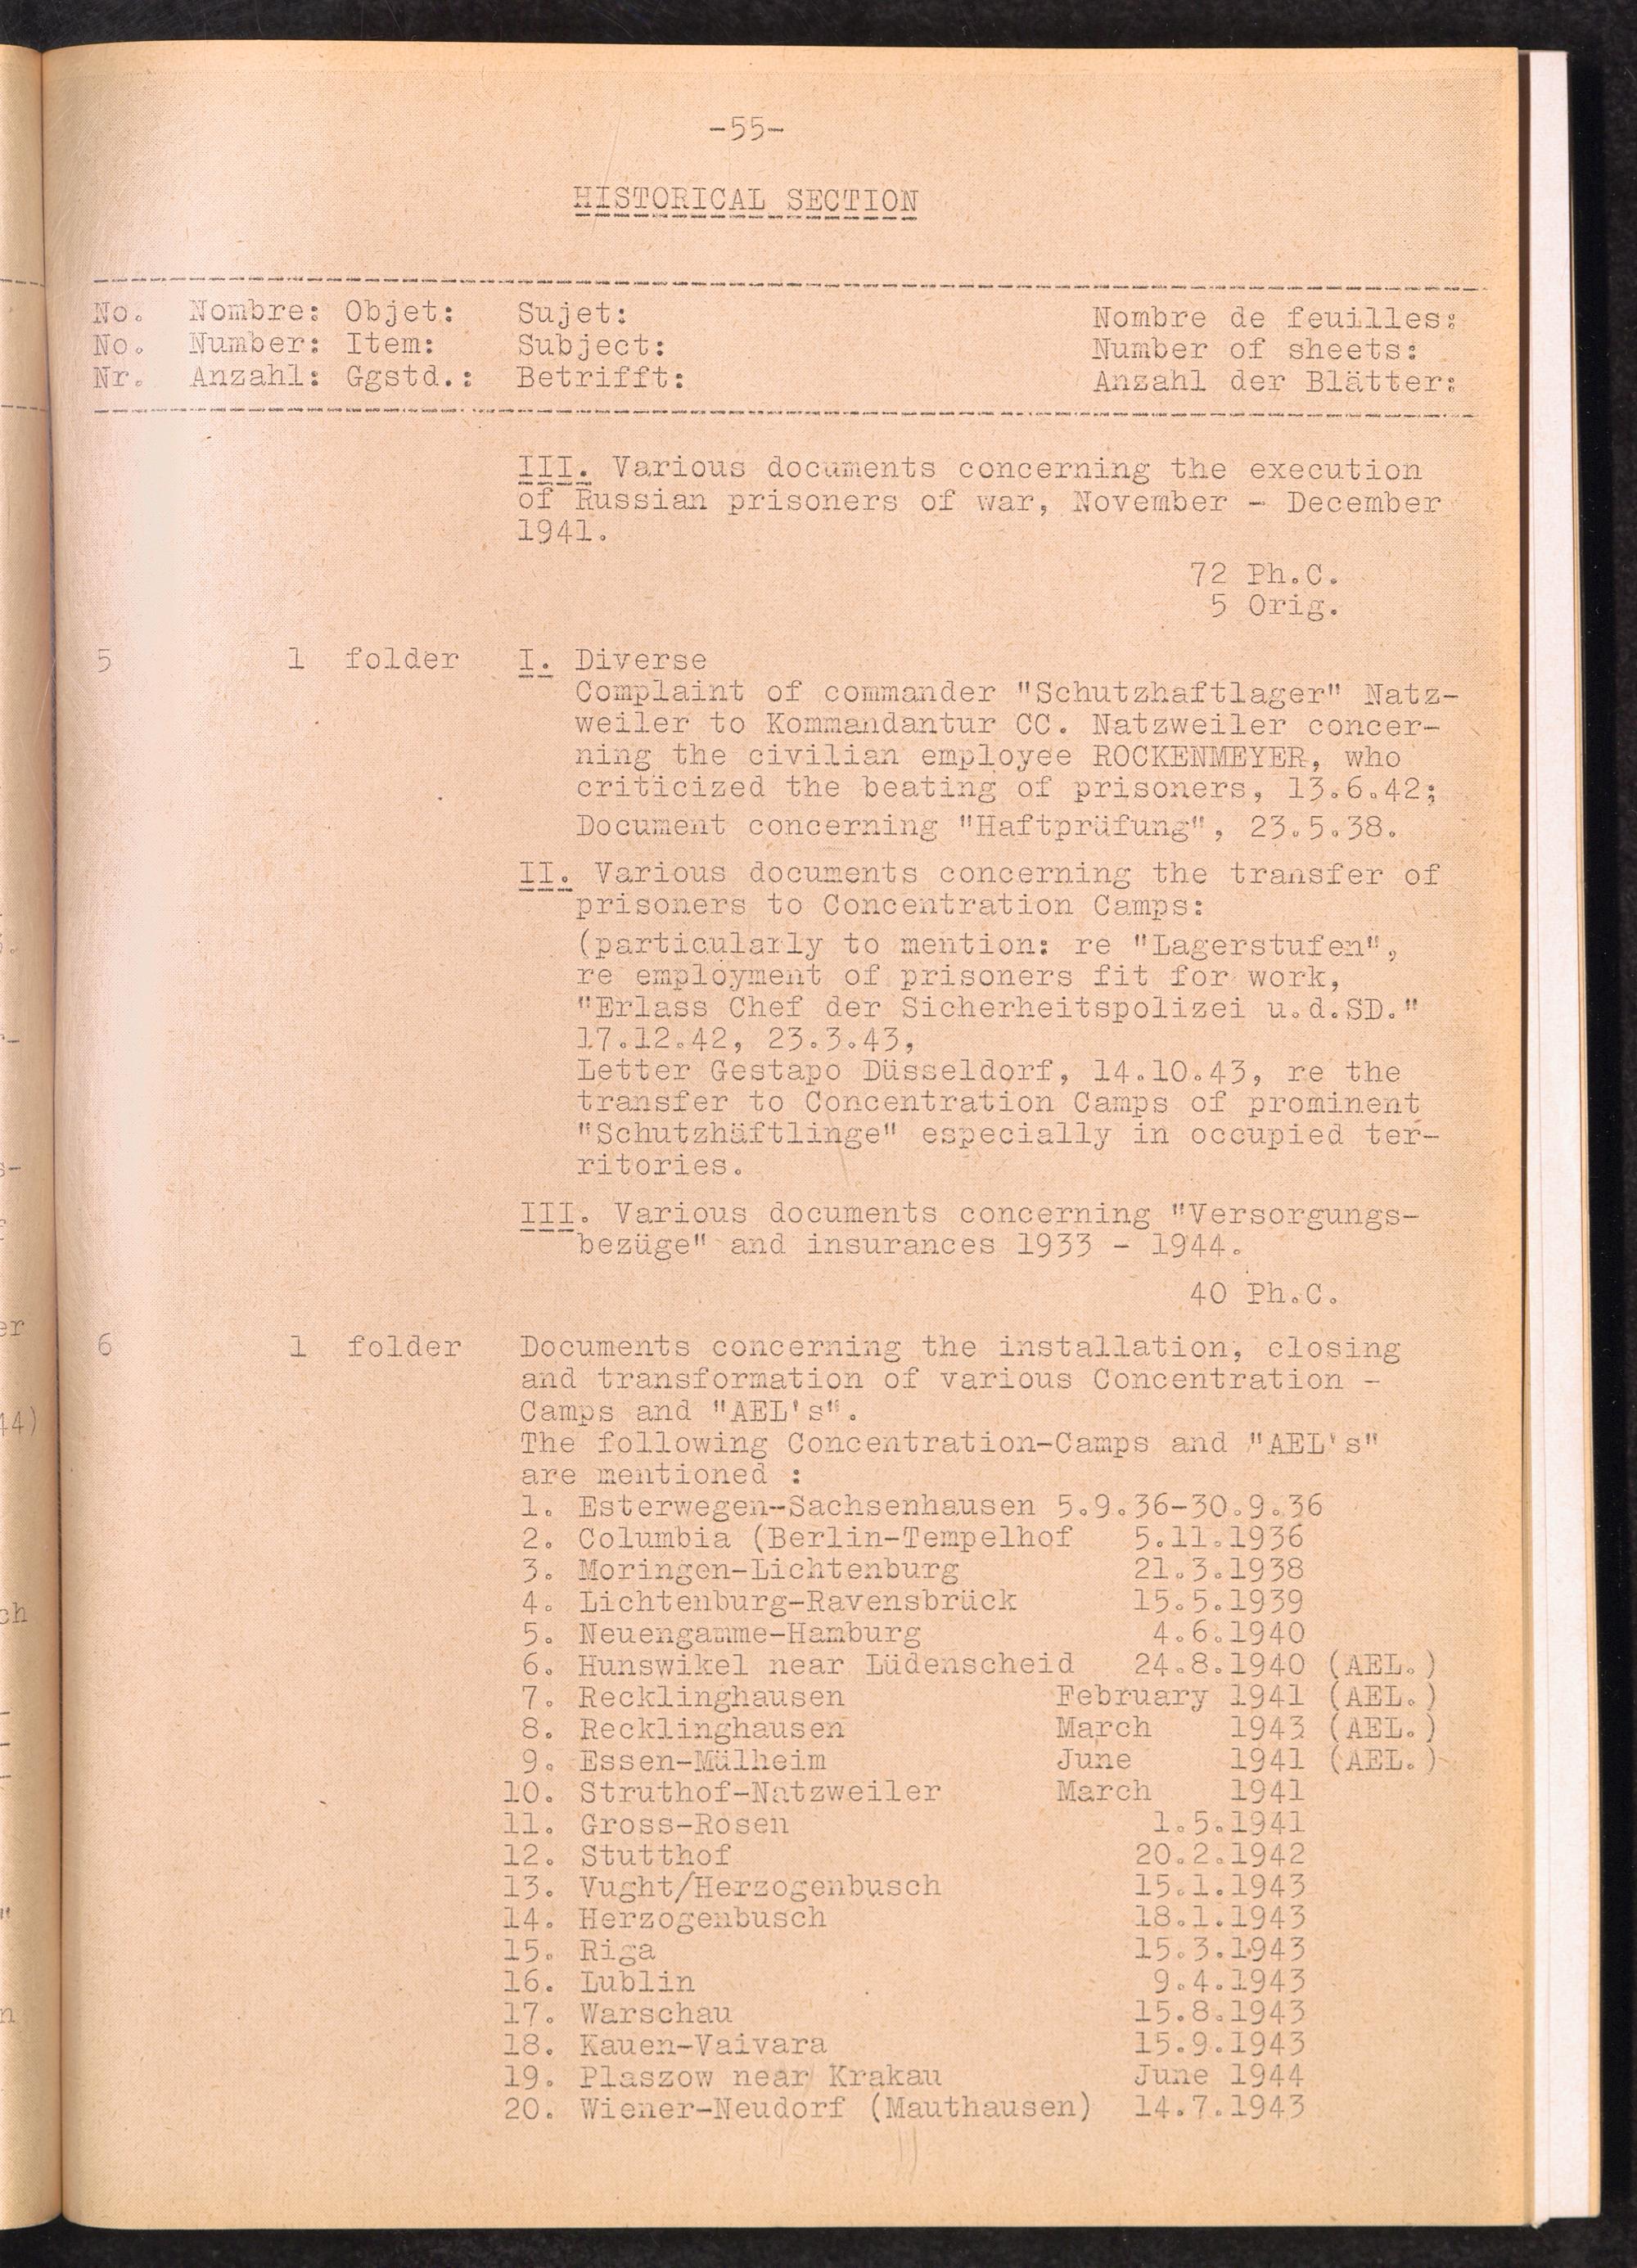 -55-
HISTORICAL SECTION
No. Nombre: Objet: Sujet: Nombre de feuilles:
No. Number: Item: Subject: Number of sheets:
Nr. Anzahl: Ggstd.: Betrifft: Anzahl der Blätter:
III. Various documents concerning the execution
of Russian prisoners of war, November - December
1941.
72 Ph.C.
5 Orig.
5 1 folder I. Diverse
Complaint of commander "Schutzhaftlager" Natz-
weiler to Kommandantur CC. Natzweiler concer-
ning the civilian employee ROCKENMEYER, who
criticized the beating of prisoners, 13.6.42;
Document concerning "Haftprüfung", 23.5.38.
II. Various documents concerning the transfer of
prisoners to Concentration Camps:
(particularly to mention: re "Lagerstufen",
re employment of prisoners fit for work,
"Erlass Chef der Sicherheitspolizei u.d.SD."
17.12.42, 23.3.43,
Letter Gestapo Düsseldorf, 14.10.43, re the
transfer to Concentration Camps of prominent
"Schutzhäftlinge" especially in occupied ter-
ritories.
III. Various documents concerning "Versorgungs-
bezüge" and insurances 1933 - 1944.
40 Ph.C.
6 1 folder Documents concerning the installation, closing
and transformation of various Concentration -
Camps and "AEL's".
The following Concentration-Camps and "AEL's"
are mentioned :
1. Esterwegen-Sachsenhausen 5.9.36-30.9.36
2. Columbia (Berlin-Tempelhof 5.11.1936
3. Moringen-Lichtenburg 21.3.1938
4. Lichtenburg-Ravensbrück 15.5.1939
5. Neuengamme-Hamburg 4.6.1940
6. Hunswikel near Lüdenscheid 24.8.1940 (AEL.)
7. Recklinghausen February 1941 (AEL.)
8. Recklinghausen March 1943 (AEL.)
9. Essen-Mülheim June 1941 (AEL.)
10. Struthof-Natzweiler March 1941
11. Gross-Rosen 1.5.1941
12. Stutthof 20.2.1942
13. Vught/Herzogenbusch 15.1.1943
14. Herzogenbusch 18.1.1943
15. Riga 15.3.1943
16. Lublin 9.4.1943
17. Warschau 15.8.1943
18. Kauen-Vaivara 15.9.1943
19. Plaszow near Krakau June 1944
20. Wiener-Neudorf (Mauthausen) 14.7.1943